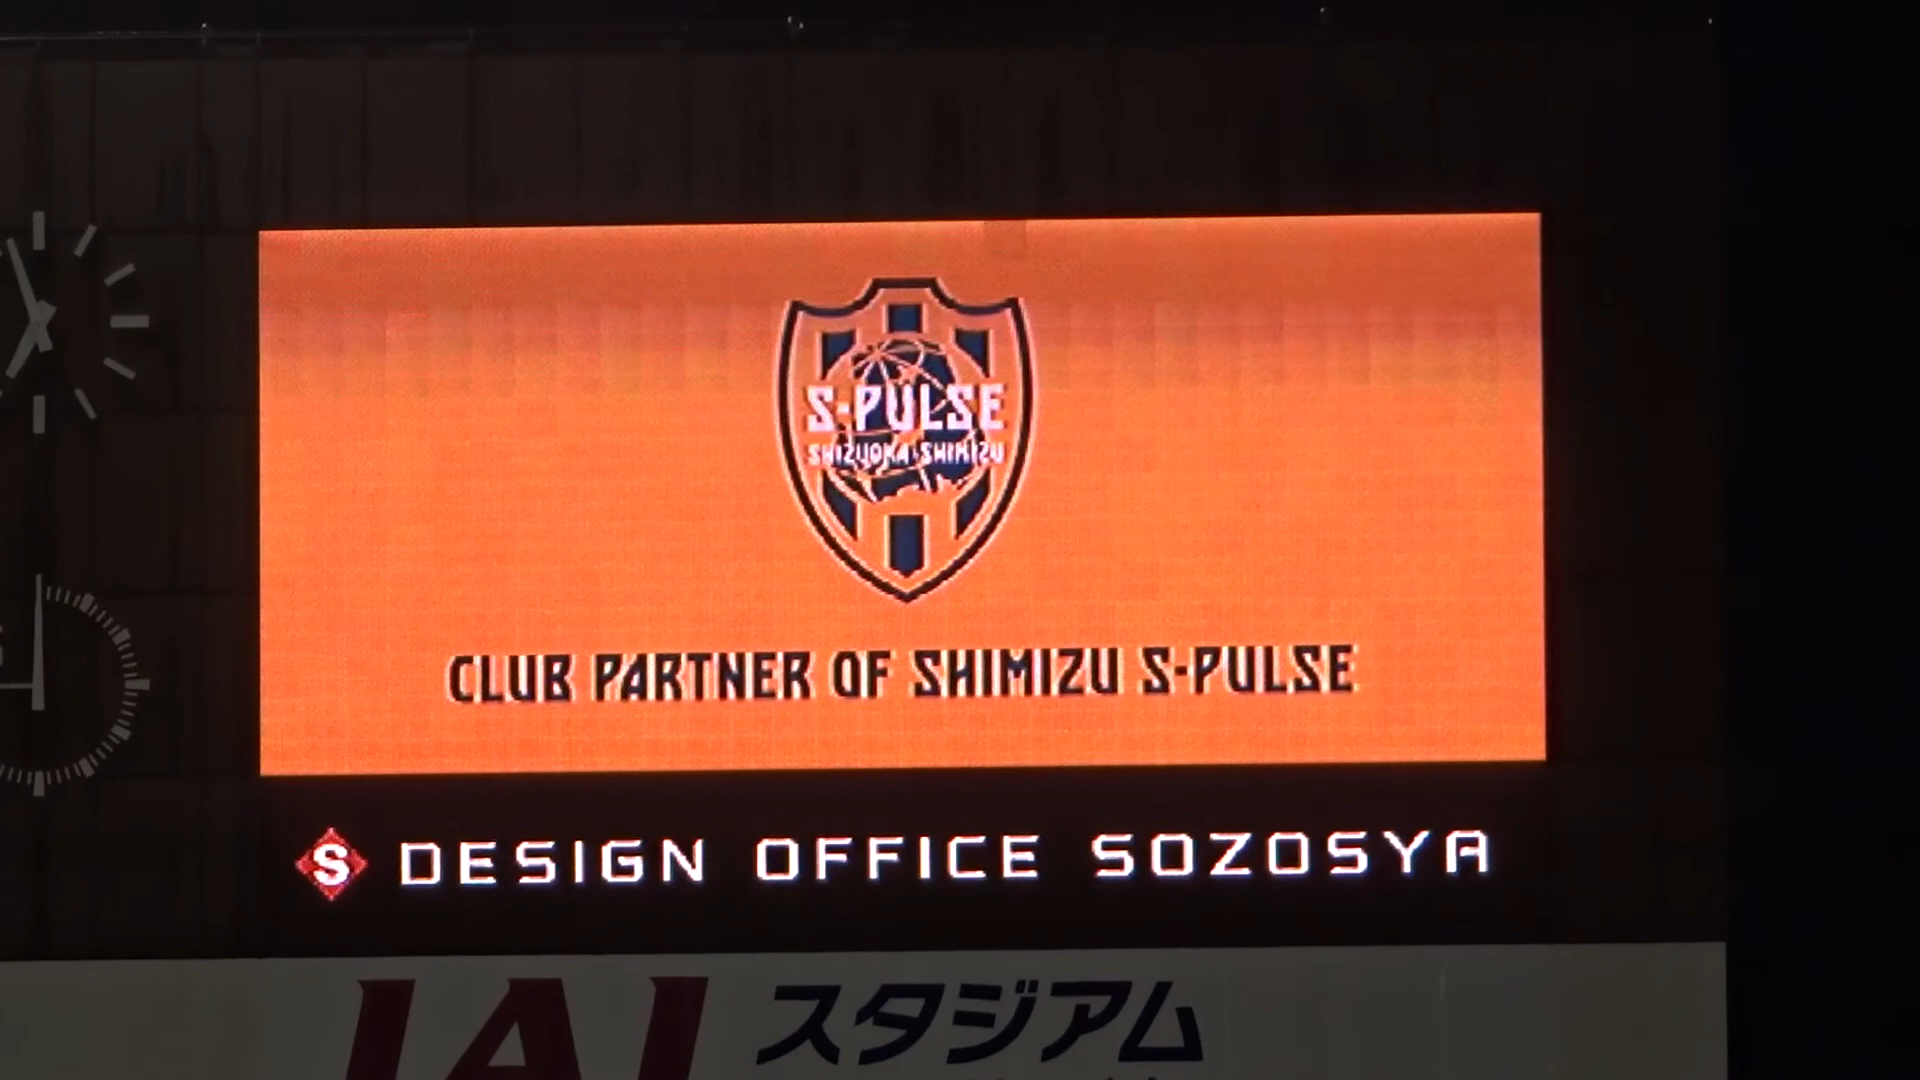 S-PULSE
SHIZUOKA·SHIMIZU
CLUB PARTNER OF SHIMIZU S-PULSE
S DESIGN OFFICE SOZOSYA
IAI スタジアム